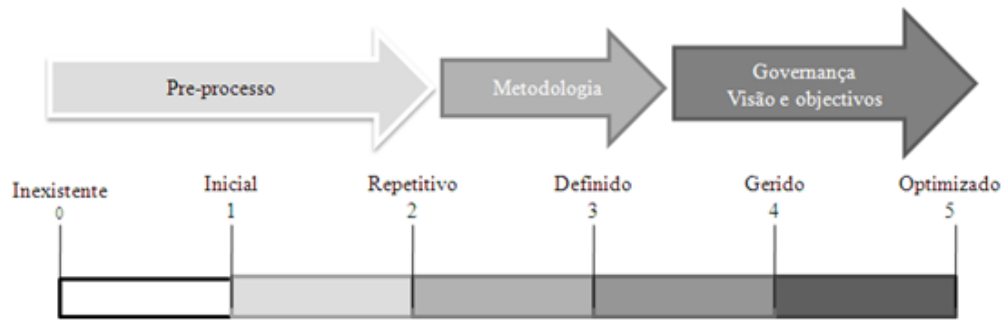 Pre-processo
Metodologia
Governança
Visão e objectivos
Inexistente
0
Inicial
1
Repetitivo
2
Definido
3
Gerido
4
Optimizado
5